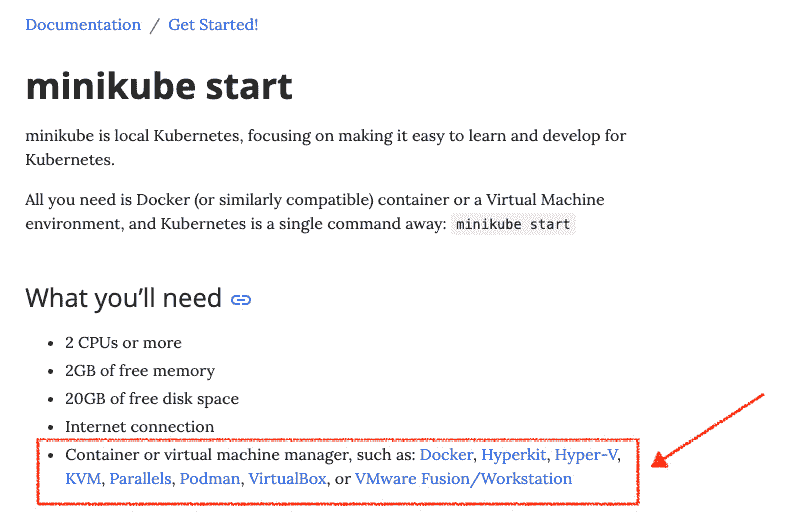 Documentation / Get Started!
minikube start
minikube is local Kubernetes, focusing on making it easy to learn and develop for
Kubernetes.
All you need is Docker (or similarly compatible) container or a Virtual Machine
environment, and Kubernetes is a single command away: minikube start
What you’ll need
• 2 CPUs or more
• 2GB of free memory
• 20GB of free disk space
• Internet connection
• Container or virtual machine manager, such as: Docker, Hyperkit, Hyper-V,
KVM, Parallels, Podman, VirtualBox, or VMware Fusion/Workstation